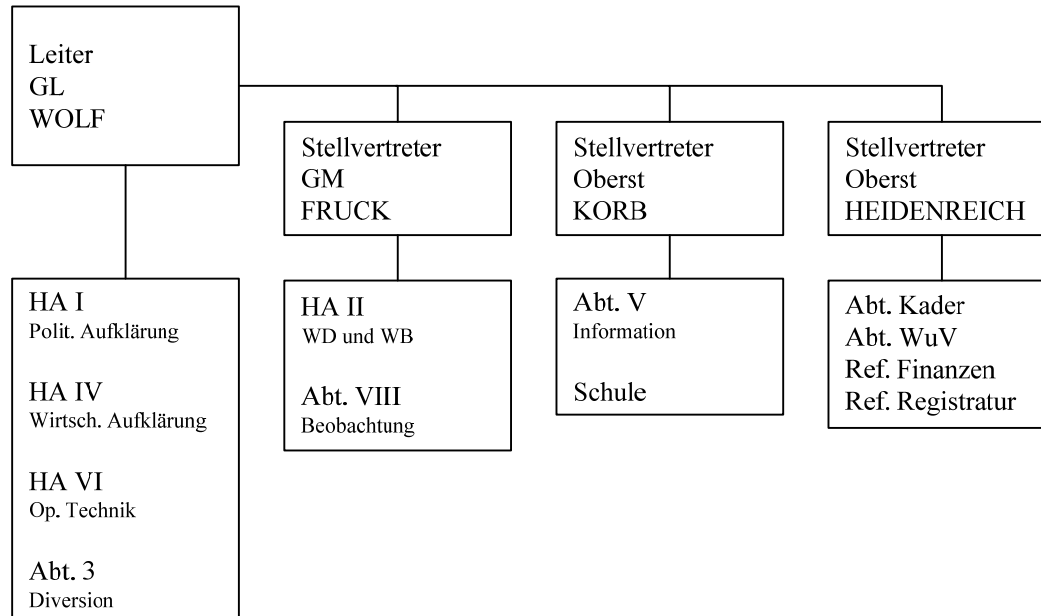 Leiter
GL
WOLF
Stellvertreter
GM
FRUCK
Stellvertreter
Oberst
KORB
Stellvertreter
Oberst
HEIDENREICH
HA I
Polit. Aufklärung
HA IV
Wirtsch. Aufklärung
HA VI
Op. Technik
Abt. 3
Diversion
HA II
WD und WB
Abt. VIII
Beobachtung
Abt. V
Information
Schule
Abt. Kader
Abt. WuV
Ref. Finanzen
Ref. Registratur